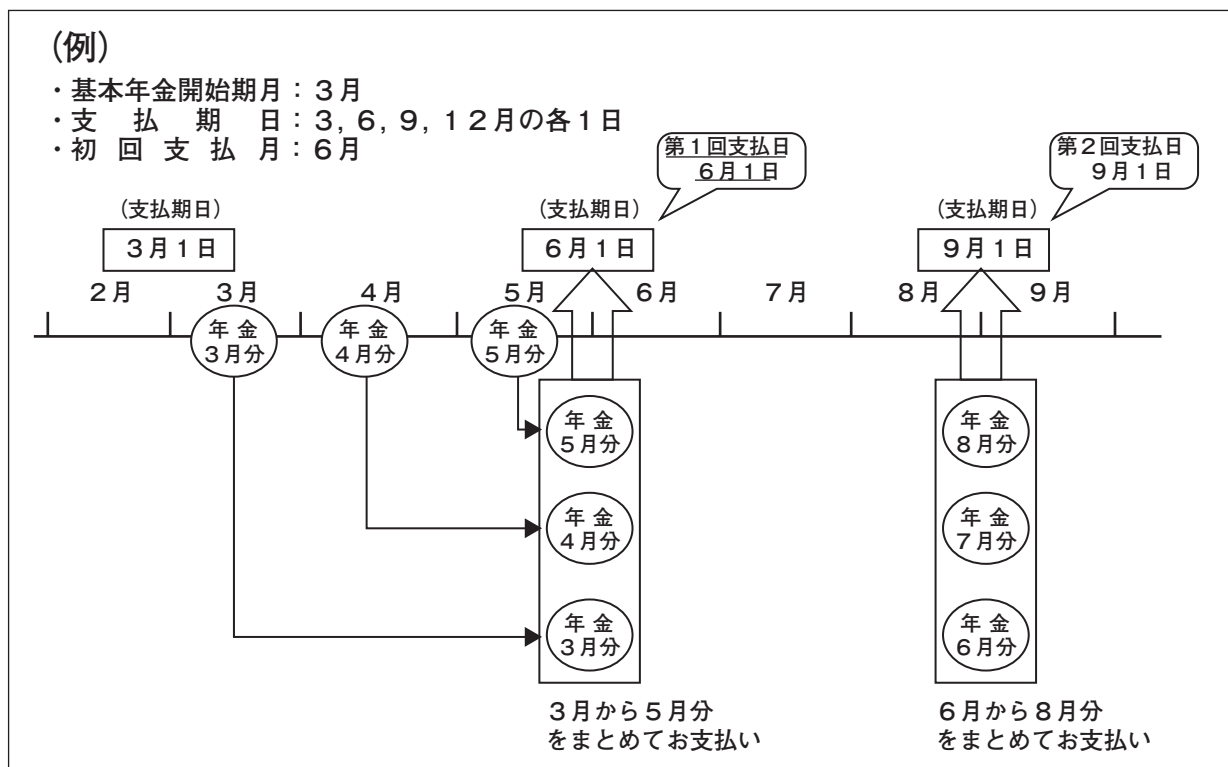 (例)
・基本年金開始期月：３月
・支払期日：３，６，９，１２月の各１日
・初回支払月：６月
第１回支払日
６月１日
第２回支払日
９月１日
(支払期日)
３月１日
(支払期日)
６月１日
(支払期日)
９月１日
２月
３月
４月
５月
６月
７月
８月
９月
年金
３月分
年金
４月分
年金
５月分
年金
５月分
年金
４月分
年金
３月分
年金
８月分
年金
７月分
年金
６月分
３月から５月分
をまとめてお支払い
６月から８月分
をまとめてお支払い